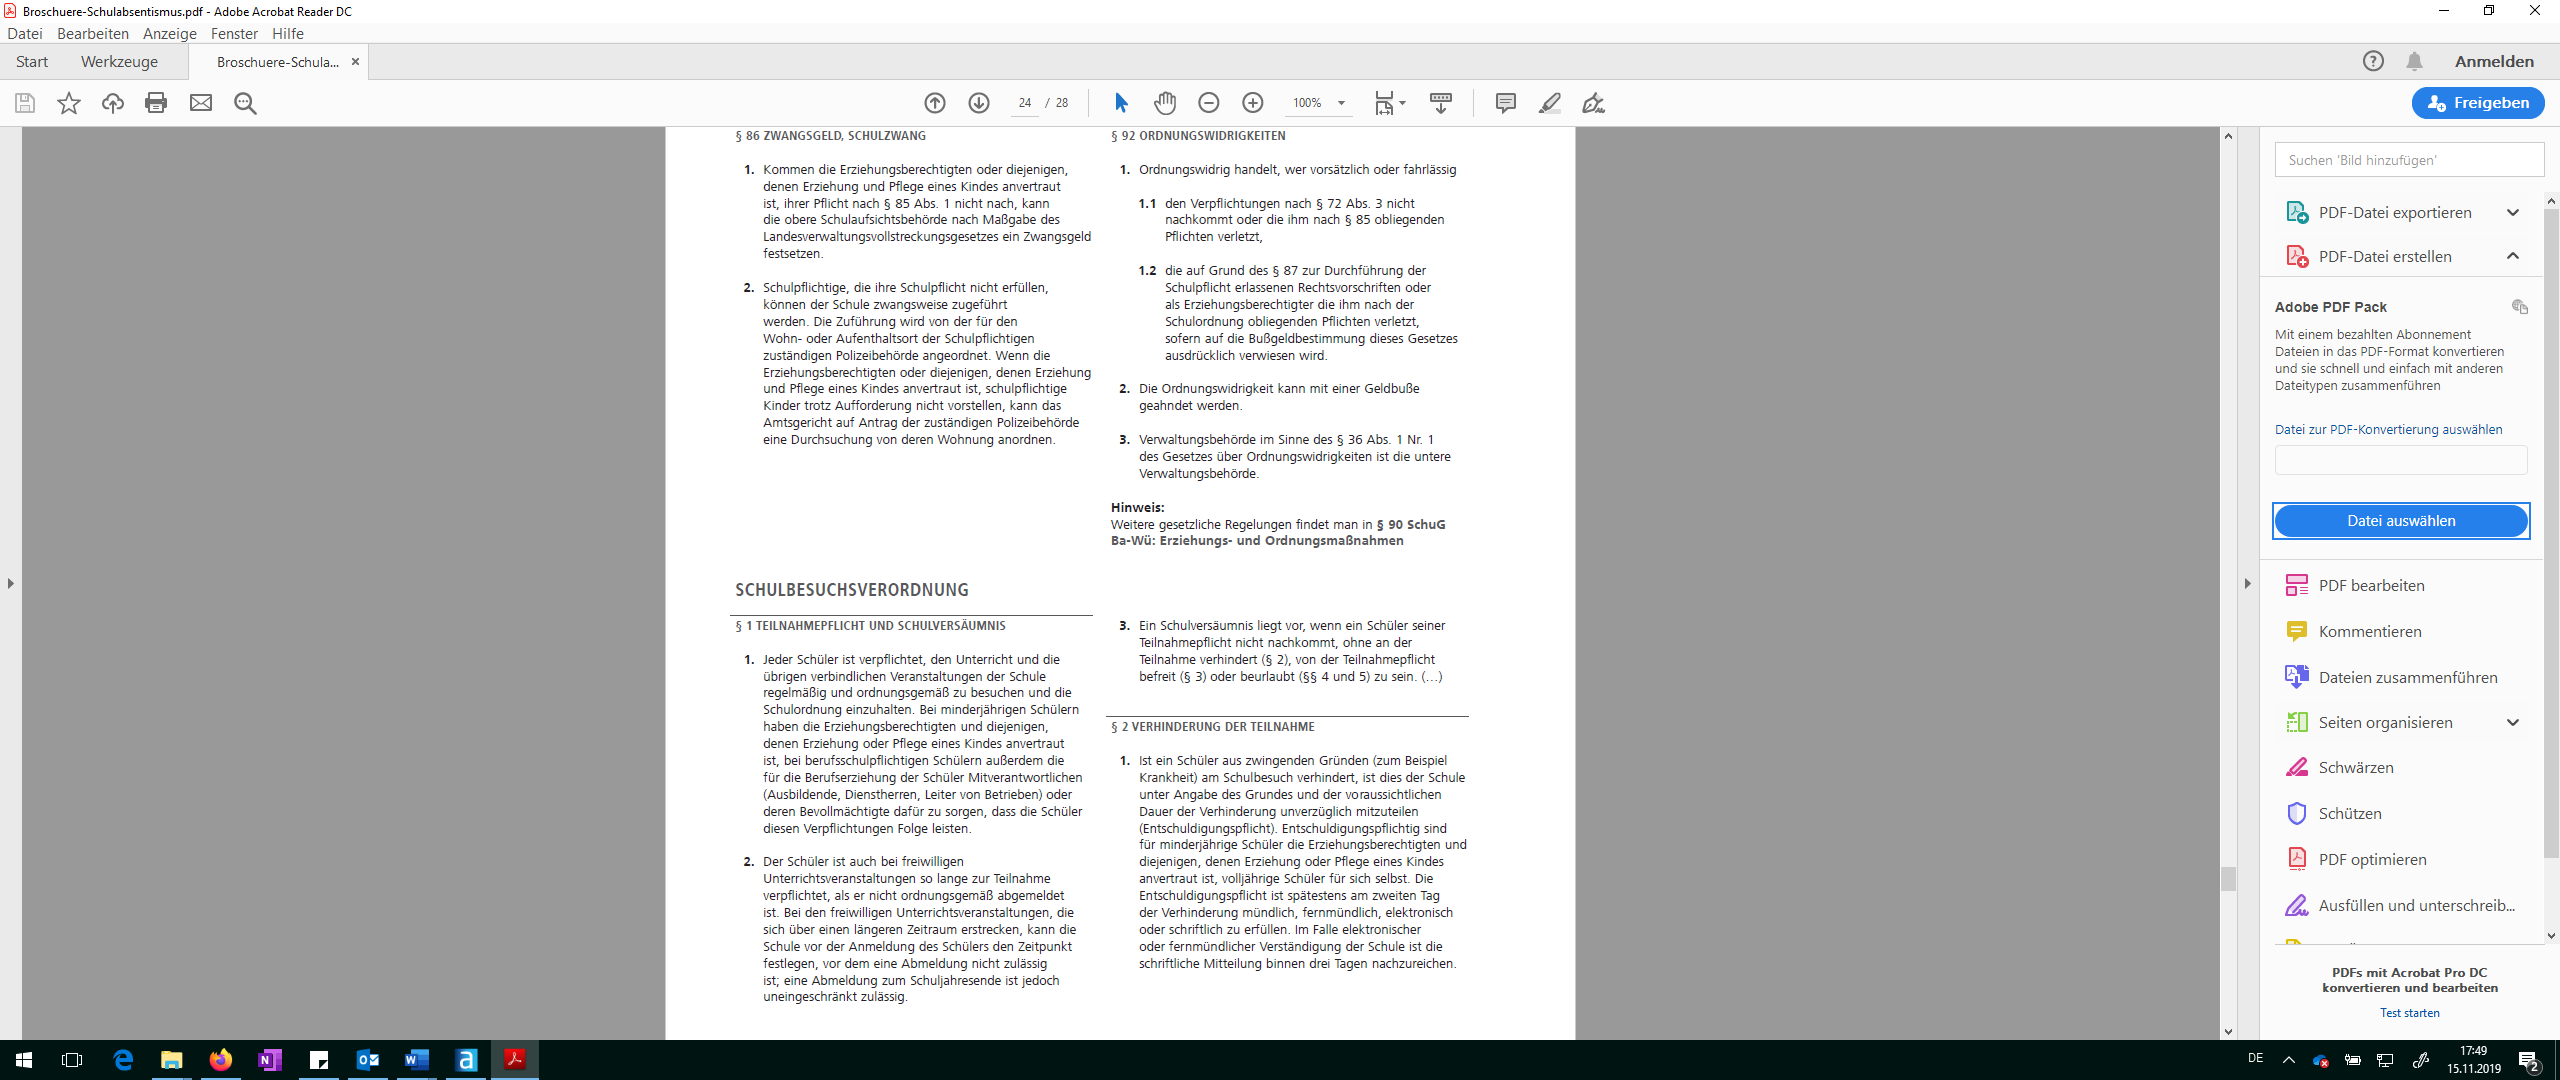 Broschuere-Schulabsentismus.pdf - Adobe Acrobat Reader DC
Datei Bearbeiten Anzeige Fenster Hilfe
Start Werkzeuge Broschuere-Schula... Anmelden
24 / 28 100% Freigeben
§ 86 ZWANGSGELD, SCHULZWANG
1. Kommen die Erziehungsberechtigten oder diejenigen,
denen Erziehung und Pflege eines Kindes anvertraut
ist, ihrer Pflicht nach § 85 Abs. 1 nicht nach, kann
die obere Schulaufsichtsbehörde nach Maßgabe des
Landesverwaltungsvollstreckungsgesetzes ein Zwangsgeld
festsetzen.
2. Schulpflichtige, die ihre Schulpflicht nicht erfüllen,
können der Schule zwangsweise zugeführt
werden. Die Zuführung wird von der für den
Wohn- oder Aufenthaltsort der Schulpflichtigen
zuständigen Polizeibehörde angeordnet. Wenn die
Erziehungsberechtigten oder diejenigen, denen Erziehung
und Pflege eines Kindes anvertraut ist, schulpflichtige
Kinder trotz Aufforderung nicht vorstellen, kann das
Amtsgericht auf Antrag der zuständigen Polizeibehörde
eine Durchsuchung von deren Wohnung anordnen.
§ 92 ORDNUNGSWIDRIGKEITEN
1. Ordnungswidrig handelt, wer vorsätzlich oder fahrlässig
1.1 den Verpflichtungen nach § 72 Abs. 3 nicht
nachkommt oder die ihm nach § 85 obliegenden
Pflichten verletzt,
1.2 die auf Grund des § 87 zur Durchführung der
Schulpflicht erlassenen Rechtsvorschriften oder
als Erziehungsberechtigter die ihm nach der
Schulordnung obliegenden Pflichten verletzt,
sofern auf die Bußgeldbestimmung dieses Gesetzes
ausdrücklich verwiesen wird.
2. Die Ordnungswidrigkeit kann mit einer Geldbuße
geahndet werden.
3. Verwaltungsbehörde im Sinne des § 36 Abs. 1 Nr. 1
des Gesetzes über Ordnungswidrigkeiten ist die untere
Verwaltungsbehörde.
Hinweis:
Weitere gesetzliche Regelungen findet man in § 90 SchuG
Ba-Wü: Erziehungs- und Ordnungsmaßnahmen
SCHULBESUCHSVERORDNUNG
§ 1 TEILNAHMEPFLICHT UND SCHULVERSÄUMNIS
1. Jeder Schüler ist verpflichtet, den Unterricht und die
übrigen verbindlichen Veranstaltungen der Schule
regelmäßig und ordnungsgemäß zu besuchen und die
Schulordnung einzuhalten. Bei minderjährigen Schülern
haben die Erziehungsberechtigten und diejenigen,
denen Erziehung oder Pflege eines Kindes anvertraut
ist, bei berufsschulpflichtigen Schülern außerdem die
für die Berufserziehung der Schüler Mitverantwortlichen
(Ausbildende, Dienstherren, Leiter von Betrieben) oder
deren Bevollmächtigte dafür zu sorgen, dass die Schüler
diesen Verpflichtungen Folge leisten.
2. Der Schüler ist auch bei freiwilligen
Unterrichtsveranstaltungen so lange zur Teilnahme
verpflichtet, als er nicht ordnungsgemäß abgemeldet
ist. Bei den freiwilligen Unterrichtsveranstaltungen, die
sich über einen längeren Zeitraum erstrecken, kann die
Schule vor der Anmeldung des Schülers den Zeitpunkt
festlegen, vor dem eine Abmeldung nicht zulässig
ist; eine Abmeldung zum Schuljahresende ist jedoch
uneingeschränkt zulässig.
3. Ein Schulversäumnis liegt vor, wenn ein Schüler seiner
Teilnahmepflicht nicht nachkommt, ohne an der
Teilnahme verhindert (§ 2), von der Teilnahmepflicht
befreit (§ 3) oder beurlaubt (§§ 4 und 5) zu sein. (...)
§ 2 VERHINDERUNG DER TEILNAHME
1. Ist ein Schüler aus zwingenden Gründen (zum Beispiel
Krankheit) am Schulbesuch verhindert, ist dies der Schule
unter Angabe des Grundes und der voraussichtlichen
Dauer der Verhinderung unverzüglich mitzuteilen
(Entschuldigungspflicht). Entschuldigungspflichtig sind
für minderjährige Schüler die Erziehungsberechtigten und
diejenigen, denen Erziehung oder Pflege eines Kindes
anvertraut ist, volljährige Schüler für sich selbst. Die
Entschuldigungspflicht ist spätestens am zweiten Tag
der Verhinderung mündlich, fernmündlich, elektronisch
oder schriftlich zu erfüllen. Im Falle elektronischer
oder fernmündlicher Verständigung der Schule ist die
schriftliche Mitteilung binnen drei Tagen nachzureichen.
Suchen 'Bild hinzufügen'
PDF-Datei exportieren
PDF-Datei erstellen
Adobe PDF Pack
Mit einem bezahlten Abonnement
Dateien in das PDF-Format konvertieren
und sie schnell und einfach mit anderen
Dateitypen zusammenführen
Datei zur PDF-Konvertierung auswählen
Datei auswählen
PDF bearbeiten
Kommentieren
Dateien zusammenführen
Seiten organisieren
Schwärzen
Schützen
PDF optimieren
Ausfüllen und unterschreib...
PDFs mit Acrobat Pro DC
konvertieren und bearbeiten
Test starten
DE
17:49
15.11.2019
2